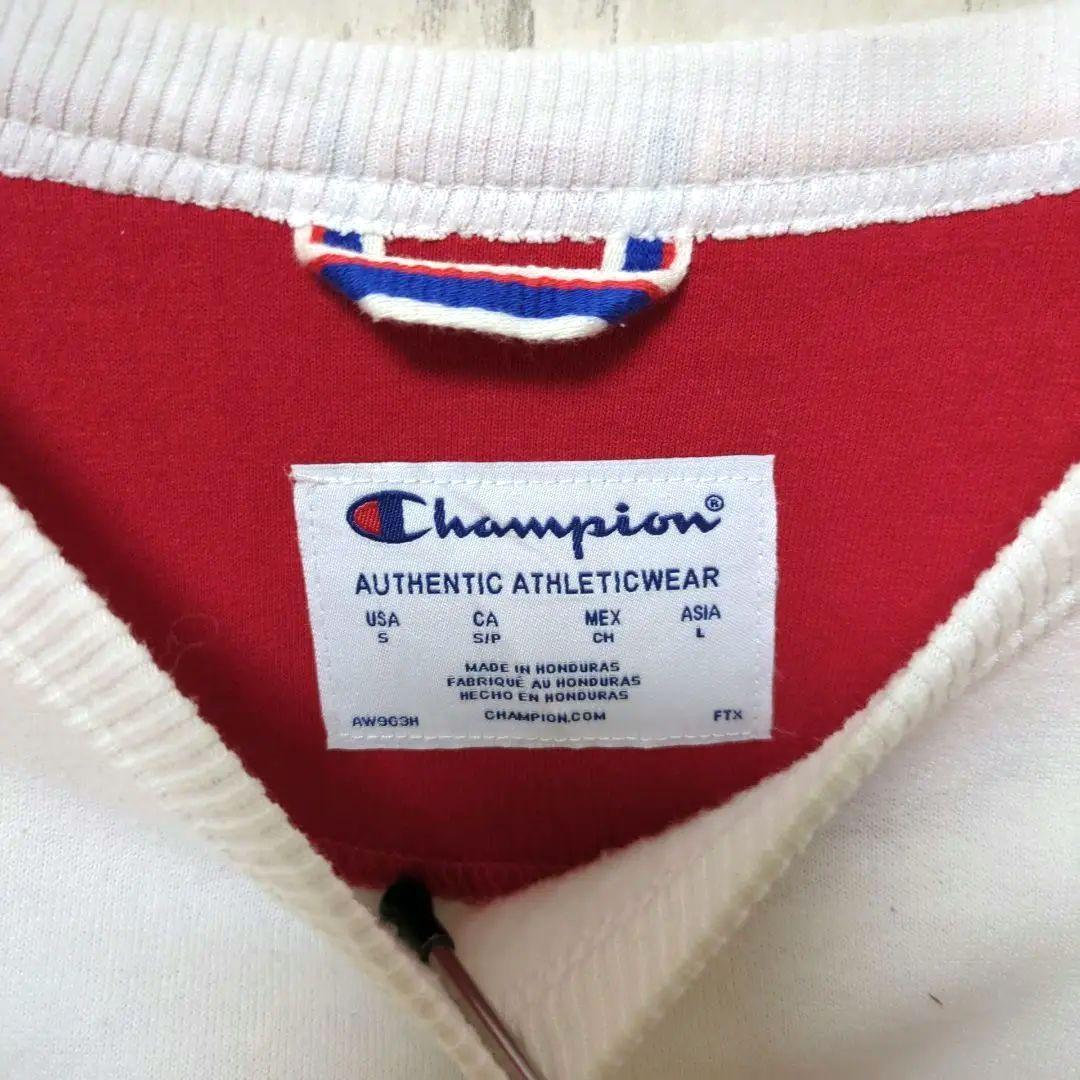 Champion®
AUTHENTIC ATHLETICWEAR
USA CA MEX ASIA
S S/P CH L
MADE IN HONDURAS
FABRIQUÉ AU HONDURAS
HECHO EN HONDURAS
AW9G3H CHAMPION.COM FTX